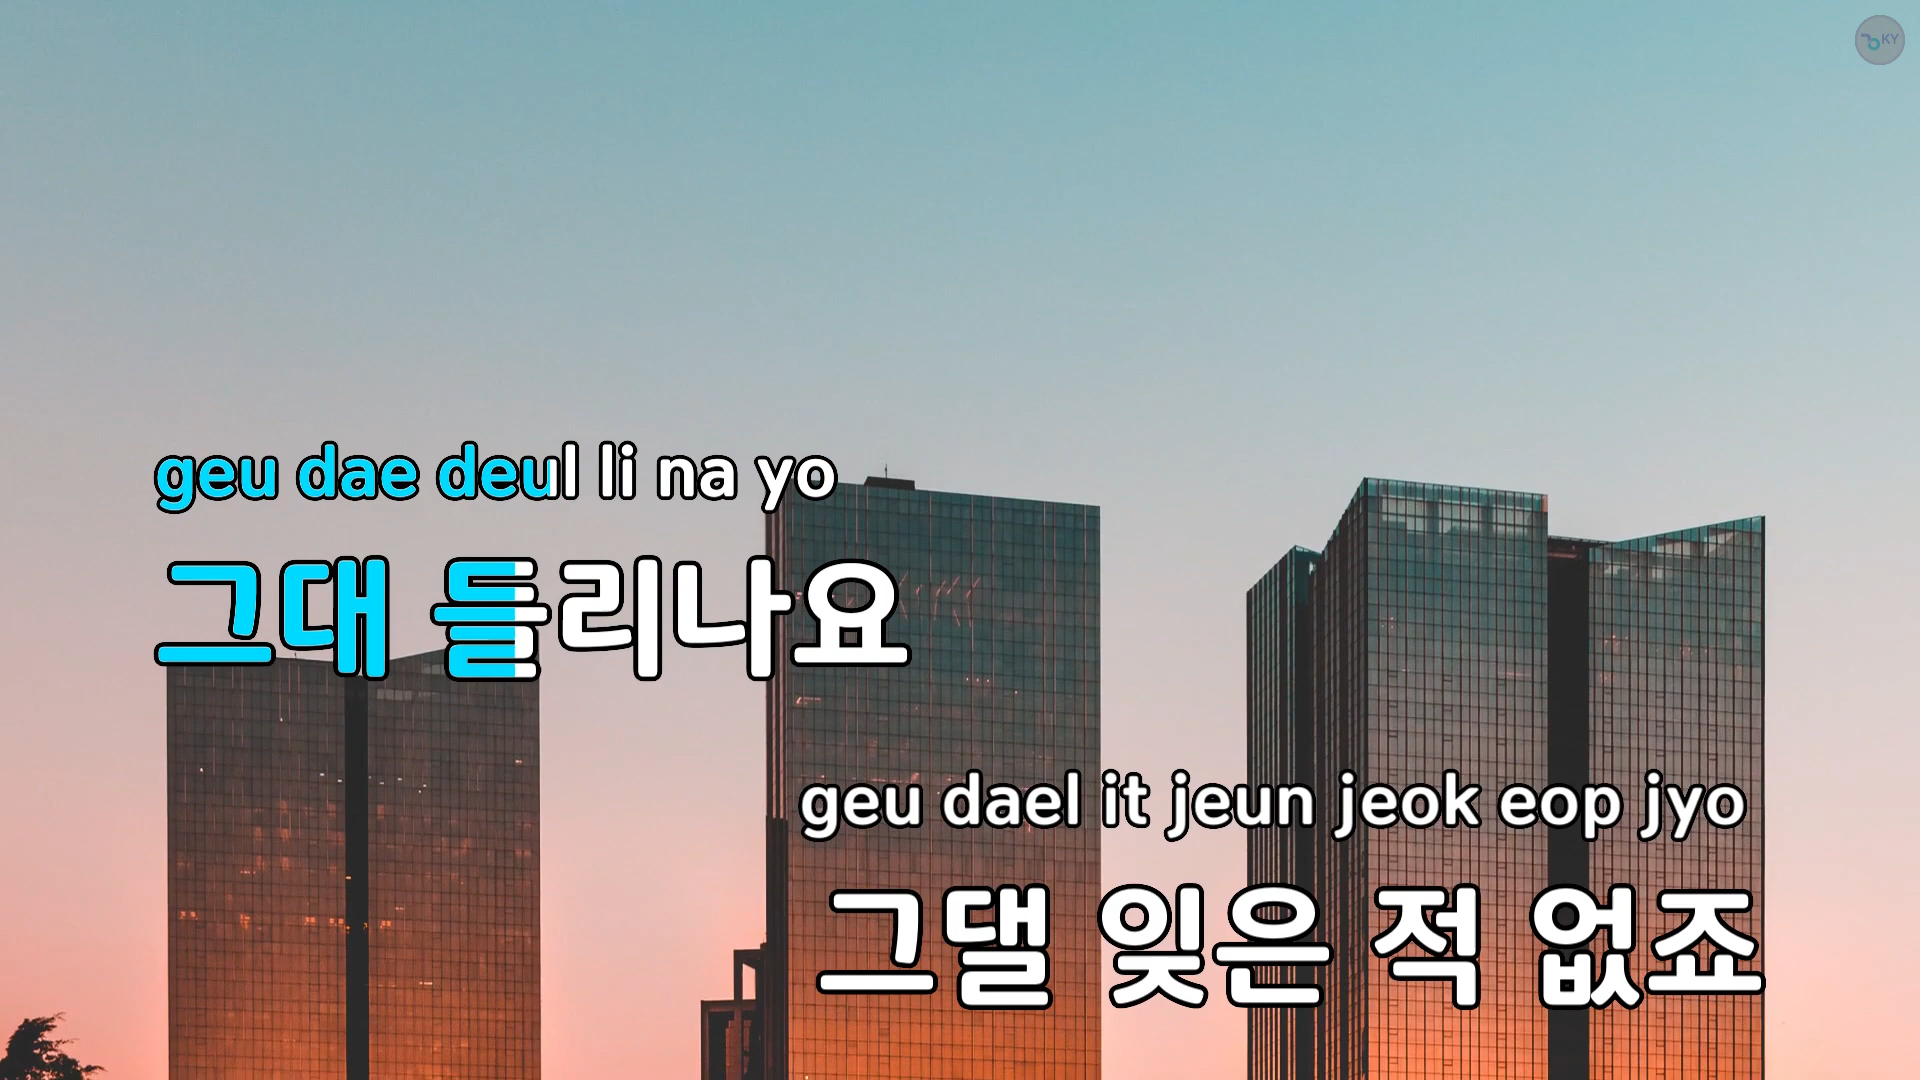 KY
geu dae deul li na yo
그대 들리나요
geu dael it jeun jeok eop jyo
그댈 잊은 적 없죠